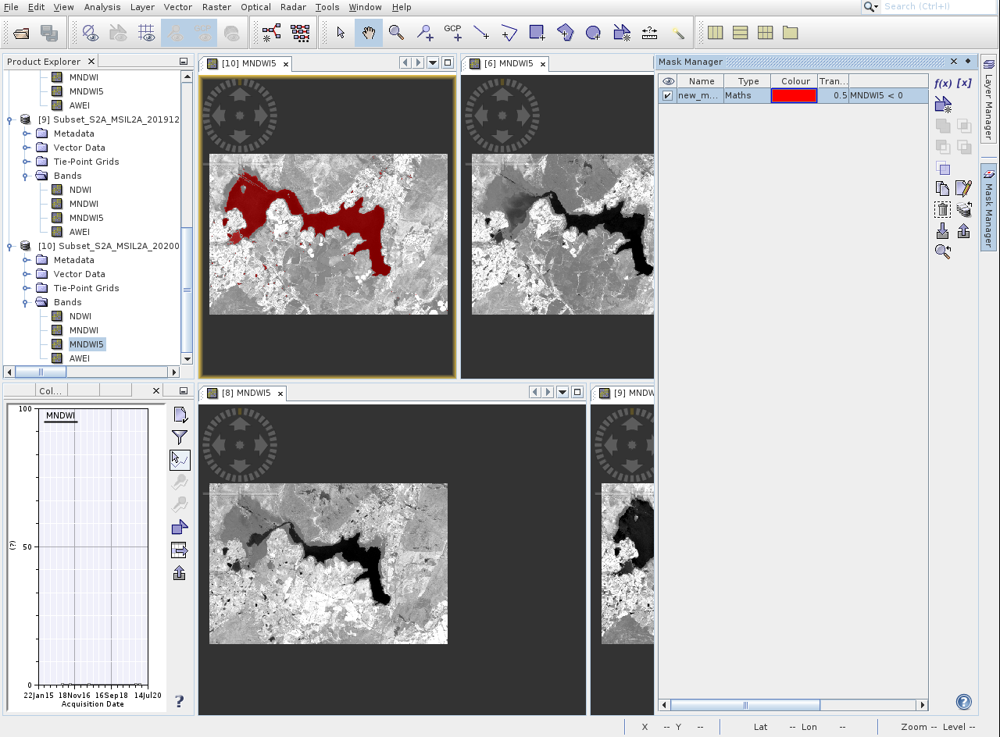 File Edit View Analysis Layer Vector Raster Optical Radar Tools Window Help
Search (Ctrl+I)
GCP
GCP
Product Explorer
MNDWI
MNDWI5
AWEI
[9] Subset_S2A_MSIL2A_201912
Metadata
Vector Data
Tie-Point Grids
Bands
NDWI
MNDWI
MNDWI5
AWEI
[10] Subset_S2A_MSIL2A_20200
Metadata
Vector Data
Tie-Point Grids
Bands
NDWI
MNDWI
MNDWI5
AWEI
Col...
100
MNDWI
(?)
50
0
22Jan15 18Nov16 16Sep18 14Jul20
Acquisition Date
?
[10] MNDWI5
[6] MNDWI5
[8] MNDWI5
[9] MNDW
Mask Manager
Name Type Colour Tran...
new_m... Maths 0.5 MNDWI5 < 0
f(x) [x]
?
Layer Manager
Mask Manager
X -- Y -- Lat -- Lon -- Zoom -- Level --